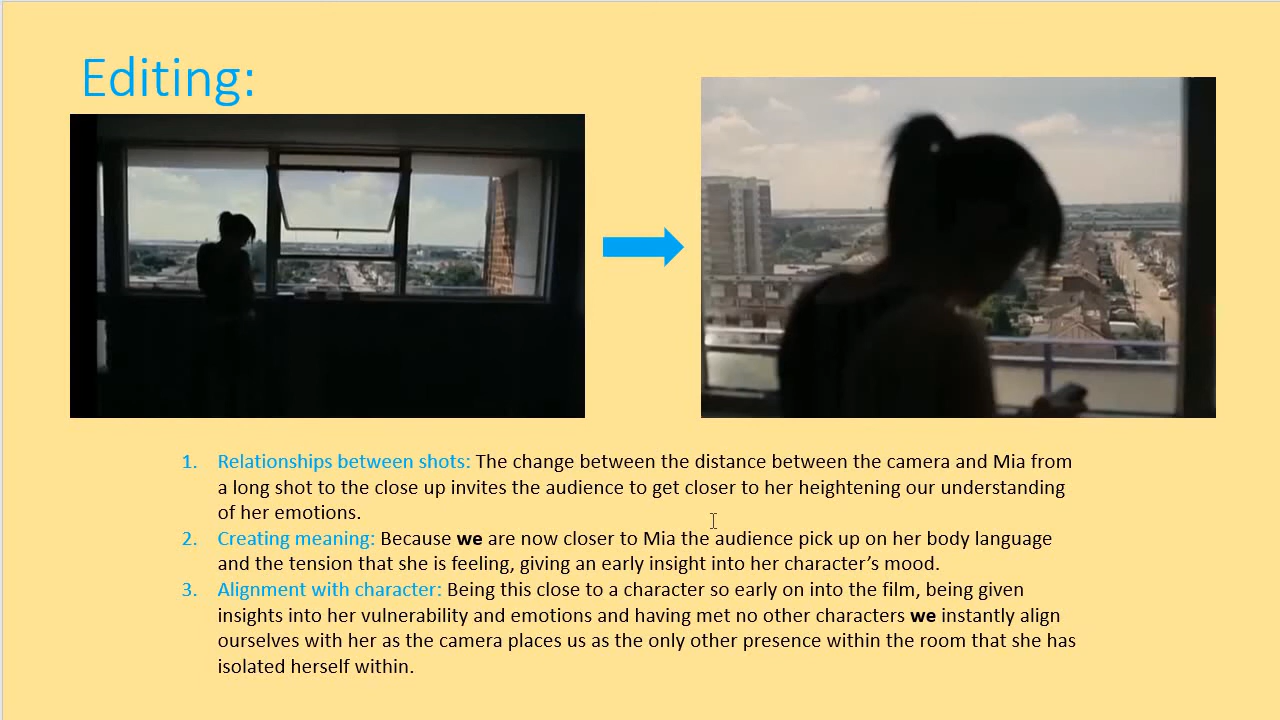 Editing:
1. Relationships between shots: The change between the distance between the camera and Mia from
a long shot to the close up invites the audience to get closer to her heightening our understanding
of her emotions.
2. Creating meaning: Because we are now closer to Mia the audience pick up on her body language
and the tension that she is feeling, giving an early insight into her character’s mood.
3. Alignment with character: Being this close to a character so early on into the film, being given
insights into her vulnerability and emotions and having met no other characters we instantly align
ourselves with her as the camera places us as the only other presence within the room that she has
isolated herself within.